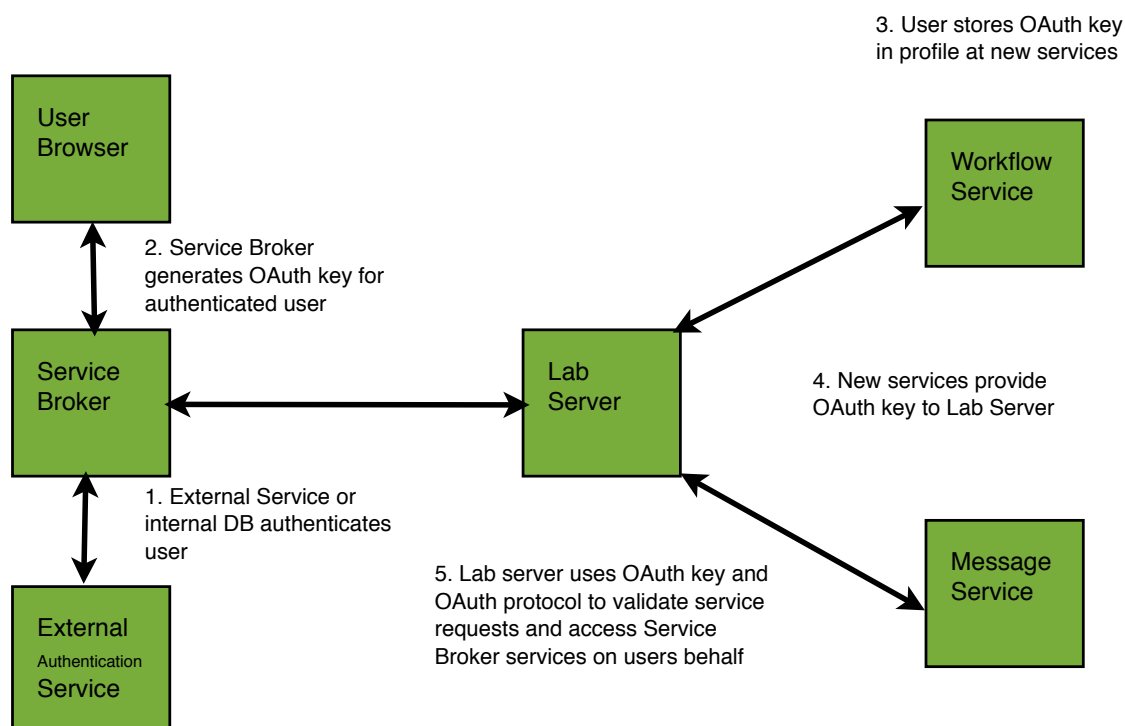 3. User stores OAuth key
in profile at new services
User
Browser
Workflow
Service
2. Service Broker
generates OAuth key for
authenticated user
Service
Broker
Lab
Server
4. New services provide
OAuth key to Lab Server
1. External Service or
internal DB authenticates
user
5. Lab server uses OAuth key and
OAuth protocol to validate service
requests and access Service
Broker services on users behalf
Message
Service
External
Authentication
Service